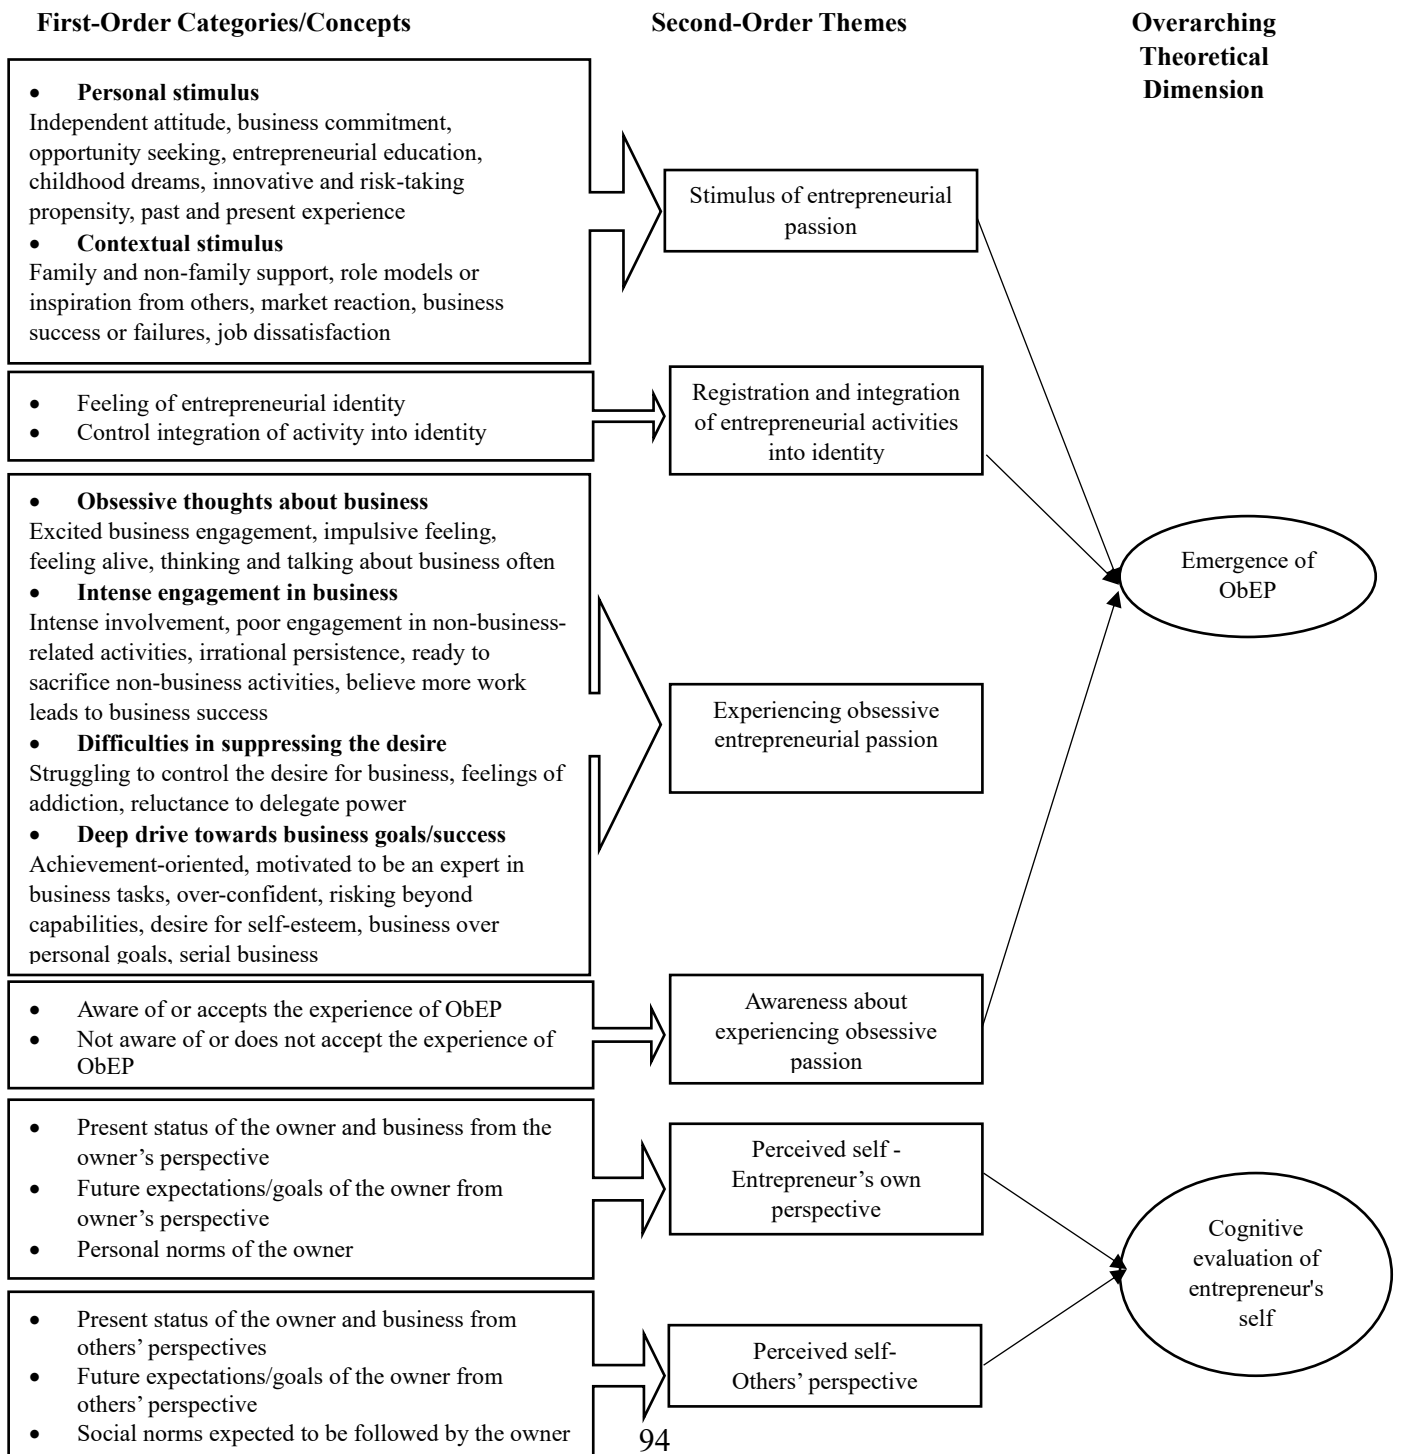 First-Order Categories/Concepts
Second-Order Themes
Overarching
Theoretical
Dimension
• Personal stimulus
Independent attitude, business commitment,
opportunity seeking, entrepreneurial education,
childhood dreams, innovative and risk-taking
propensity, past and present experience
• Contextual stimulus
Family and non-family support, role models or
inspiration from others, market reaction, business
success or failures, job dissatisfaction
Stimulus of entrepreneurial
passion
• Feeling of entrepreneurial identity
• Control integration of activity into identity
Registration and integration
of entrepreneurial activities
into identity
• Obsessive thoughts about business
Excited business engagement, impulsive feeling,
feeling alive, thinking and talking about business often
• Intense engagement in business
Intense involvement, poor engagement in non-business-
related activities, irrational persistence, ready to
sacrifice non-business activities, believe more work
leads to business success
• Difficulties in suppressing the desire
Struggling to control the desire for business, feelings of
addiction, reluctance to delegate power
• Deep drive towards business goals/success
Achievement-oriented, motivated to be an expert in
business tasks, over-confident, risking beyond
capabilities, desire for self-esteem, business over
personal goals, serial business
Experiencing obsessive
entrepreneurial passion
Emergence of
ObEP
• Aware of or accepts the experience of ObEP
• Not aware of or does not accept the experience of
ObEP
Awareness about
experiencing obsessive
passion
• Present status of the owner and business from the
owner’s perspective
• Future expectations/goals of the owner from
owner’s perspective
• Personal norms of the owner
Perceived self -
Entrepreneur’s own
perspective
Cognitive
evaluation of
entrepreneur's
self
• Present status of the owner and business from
others’ perspectives
• Future expectations/goals of the owner from
others’ perspective
• Social norms expected to be followed by the owner
Perceived self-
Others’ perspective
94